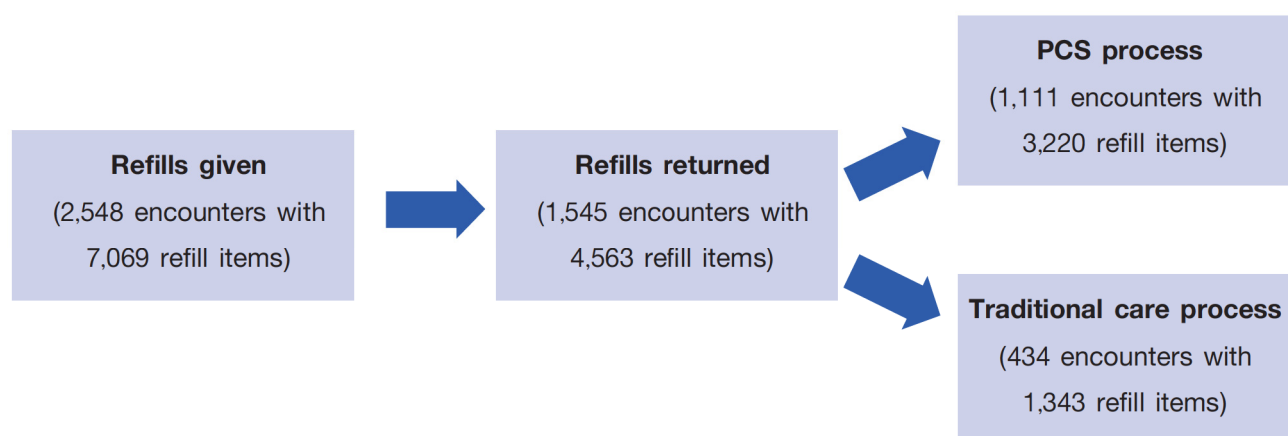 Refills given
(2,548 encounters with
7,069 refill items)
Refills returned
(1,545 encounters with
4,563 refill items)
PCS process
(1,111 encounters with
3,220 refill items)
Traditional care process
(434 encounters with
1,343 refill items)